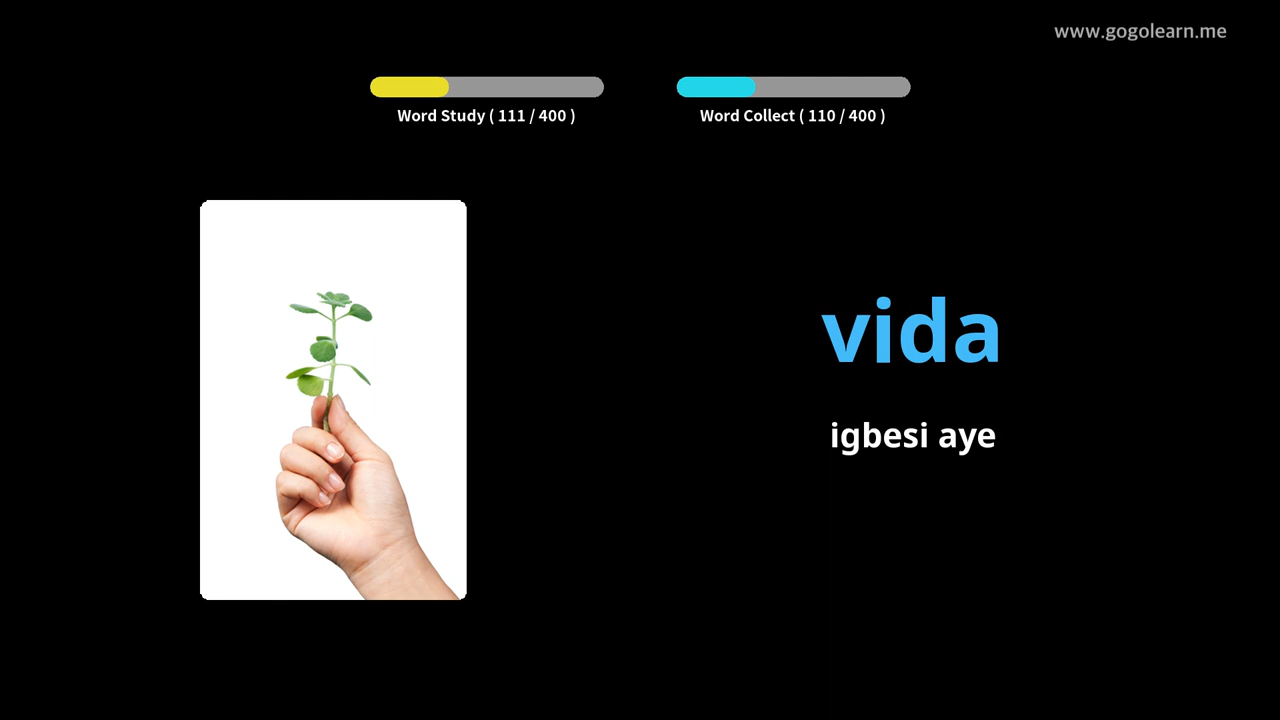 www.gogolearn.me
Word Study ( 111 / 400 )
Word Collect ( 110 / 400 )
vida
igbesi aye